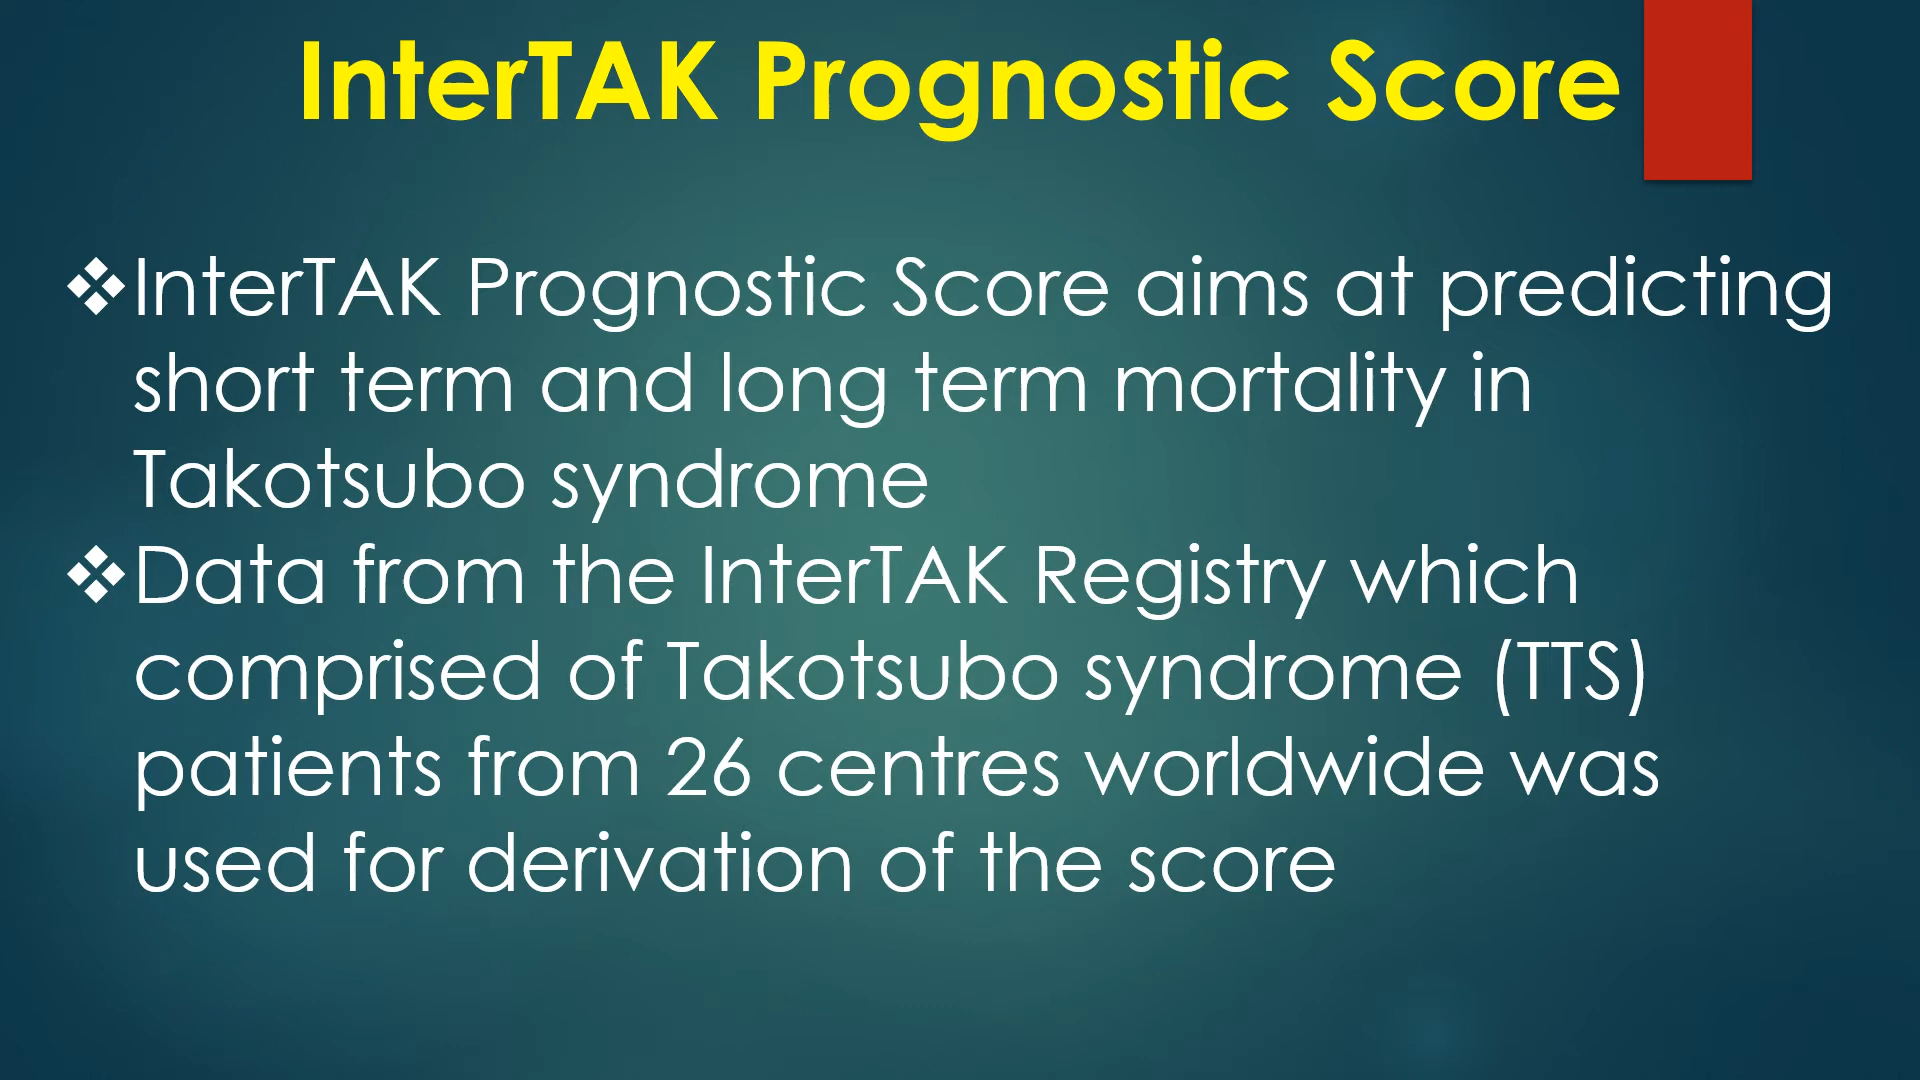 InterTAK Prognostic Score
❖InterTAK Prognostic Score aims at predicting
short term and long term mortality in
Takotsubo syndrome
❖Data from the InterTAK Registry which
comprised of Takotsubo syndrome (TTS)
patients from 26 centres worldwide was
used for derivation of the score